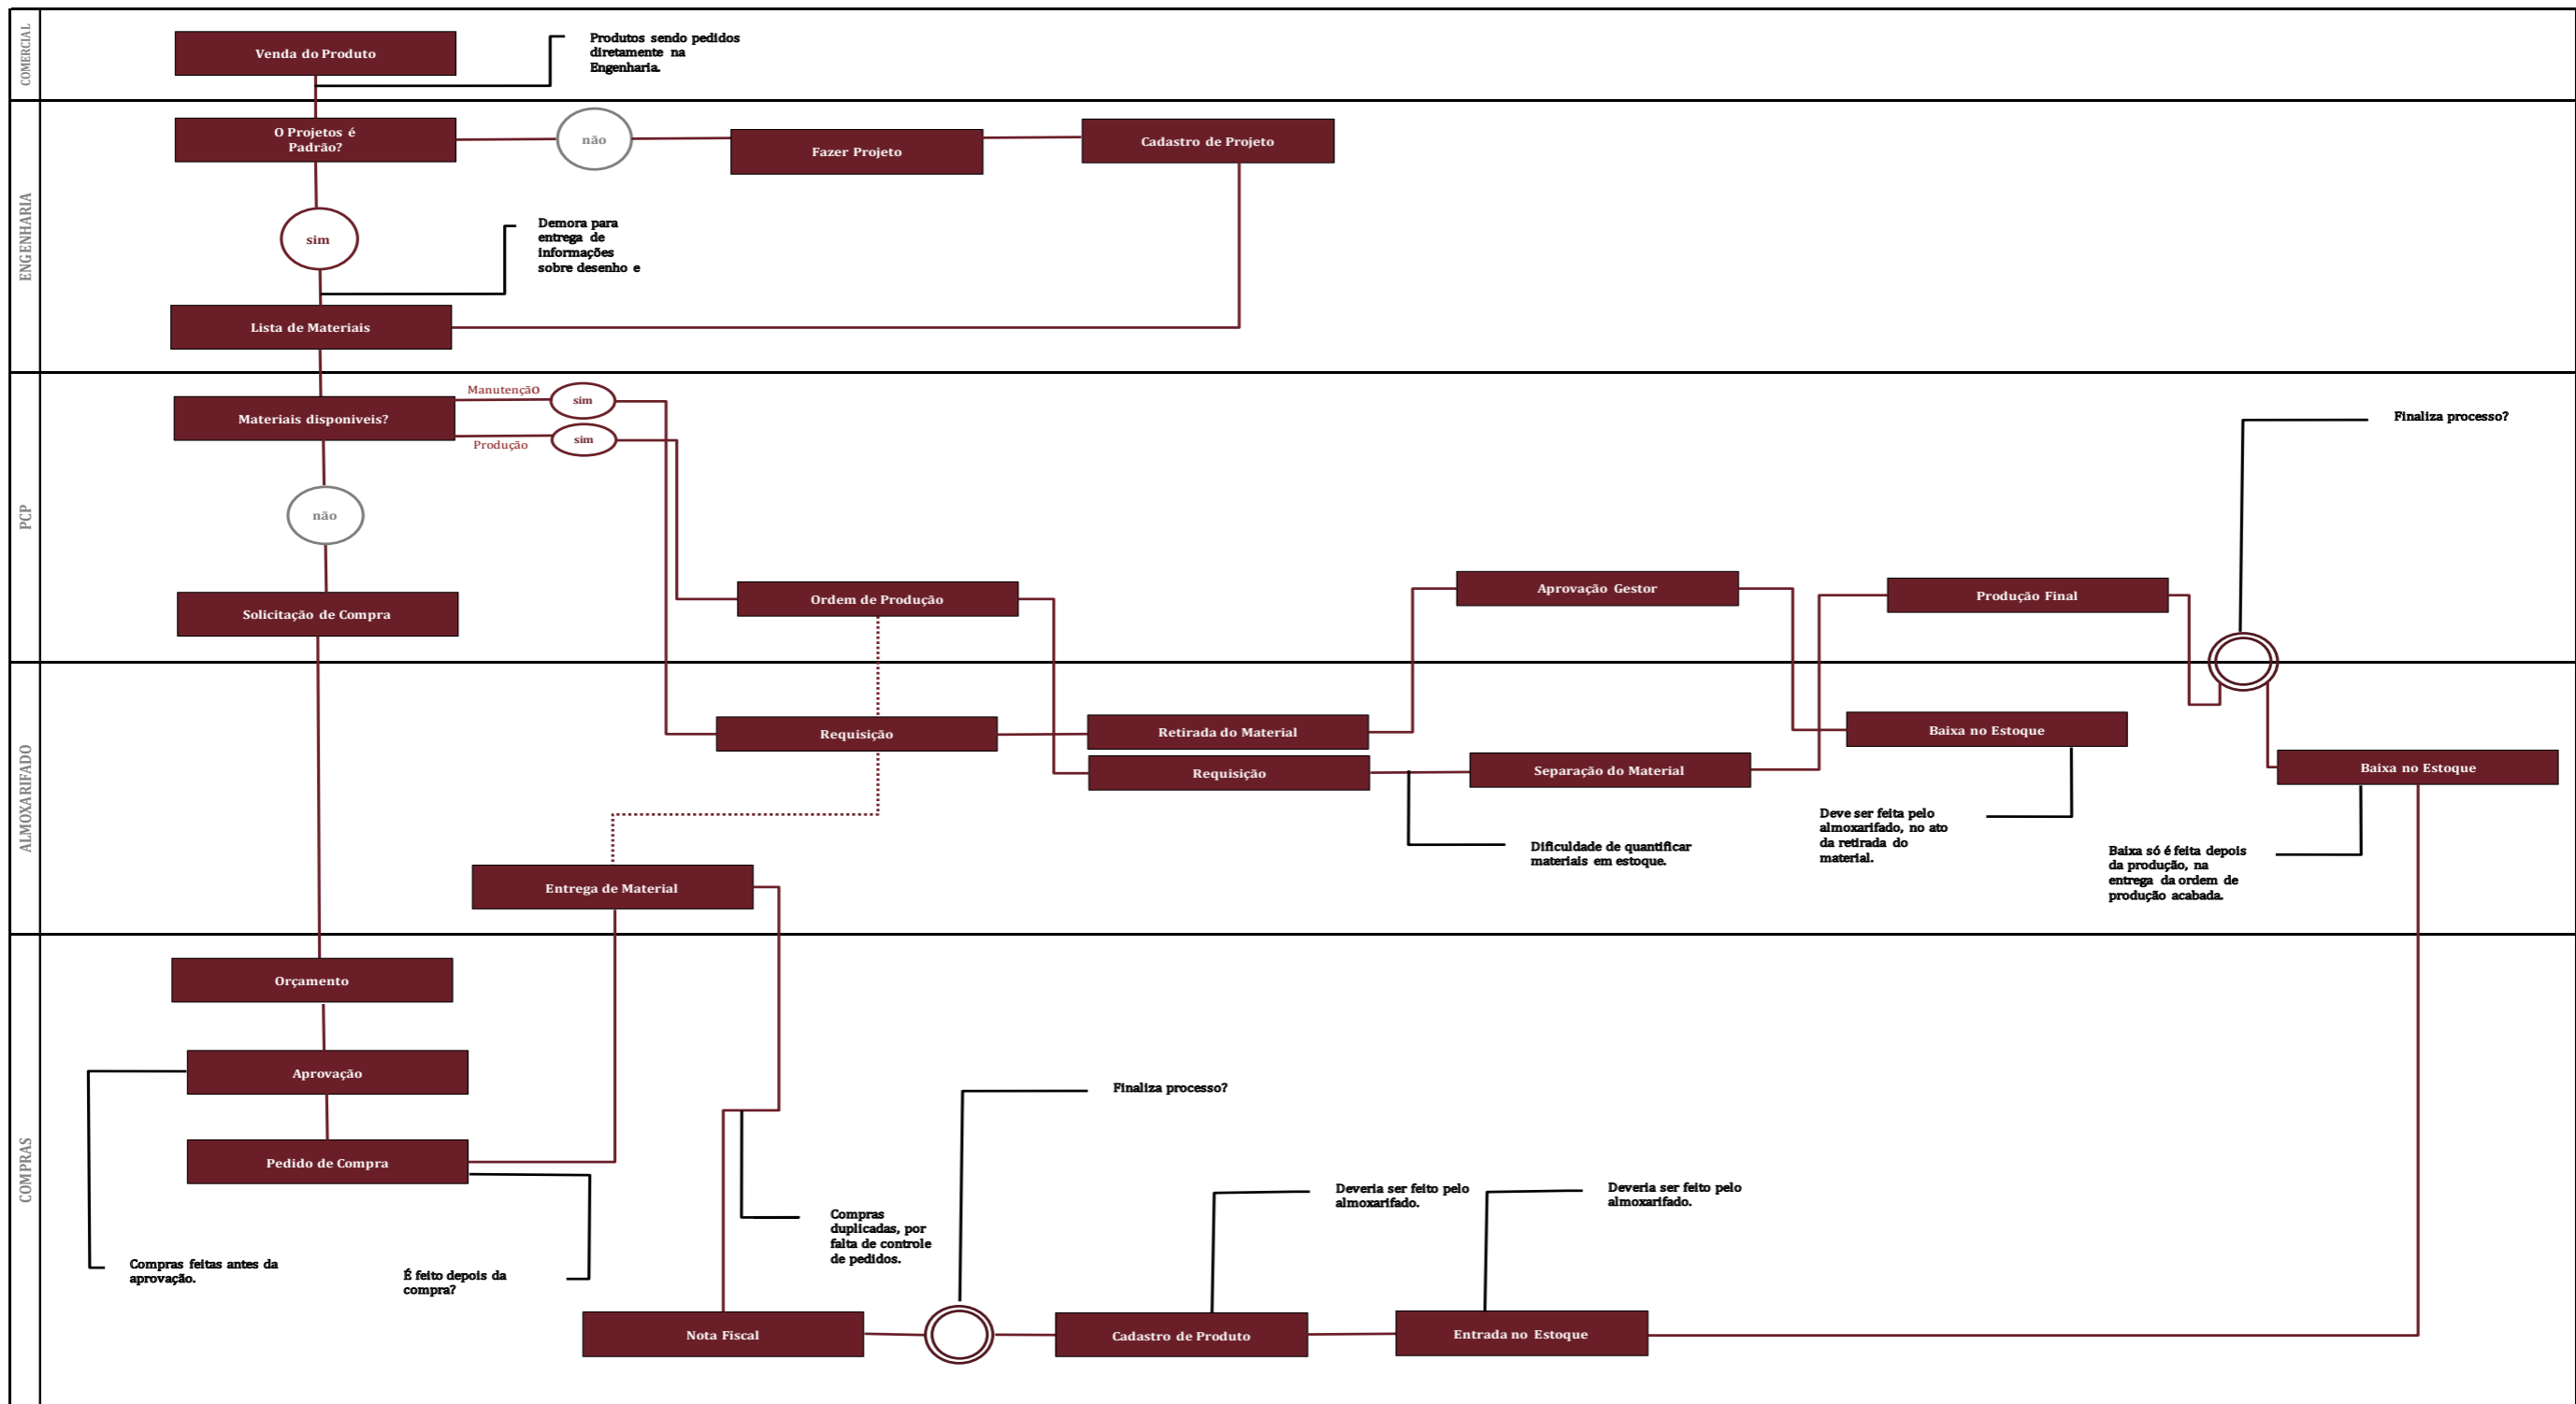 COMERCIAL
Venda do Produto
Produtos sendo pedidos
diretamente na
Engenharia.
ENGENHARIA
O Projetos é
Padrão?
não
Fazer Projeto
Cadastro de Projeto
sim
Demora para
entrega de
informações
sobre desenho e
Lista de Materiais
PCP
Materiais disponiveis?
Manutenção
sim
Produção
sim
Finaliza processo?
não
Solicitação de Compra
Ordem de Produção
Aprovação Gestor
Produção Final
ALMOXARIFADO
Requisição
Retirada do Material
Baixa no Estoque
Requisição
Separação do Material
Baixa no Estoque
Dificuldade de quantificar
materiais em estoque.
Deve ser feita pelo
almoxarifado, no ato
da retirada do
material.
Baixa só é feita depois
da produção, na
entrega da ordem de
produção acabada.
Entrega de Material
COMPRAS
Orçamento
Aprovação
Finaliza processo?
Pedido de Compra
Compras feitas antes da
aprovação.
É feito depois da
compra?
Compras
duplicadas, por
falta de controle
de pedidos.
Deveria ser feito pelo
almoxarifado.
Deveria ser feito pelo
almoxarifado.
Nota Fiscal
Cadastro de Produto
Entrada no Estoque